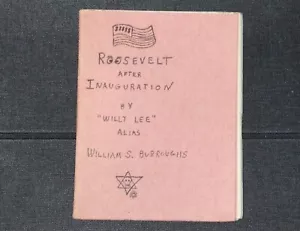 ROOSEVELT
AFTER
INAUGURATION
BY
"WILLY LEE"
ALIAS
WILLIAM S. BURROUGHS